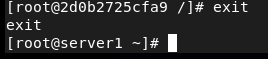 [root@2d0b2725cfa9 /]# exit
exit
[root@server1 ~]#